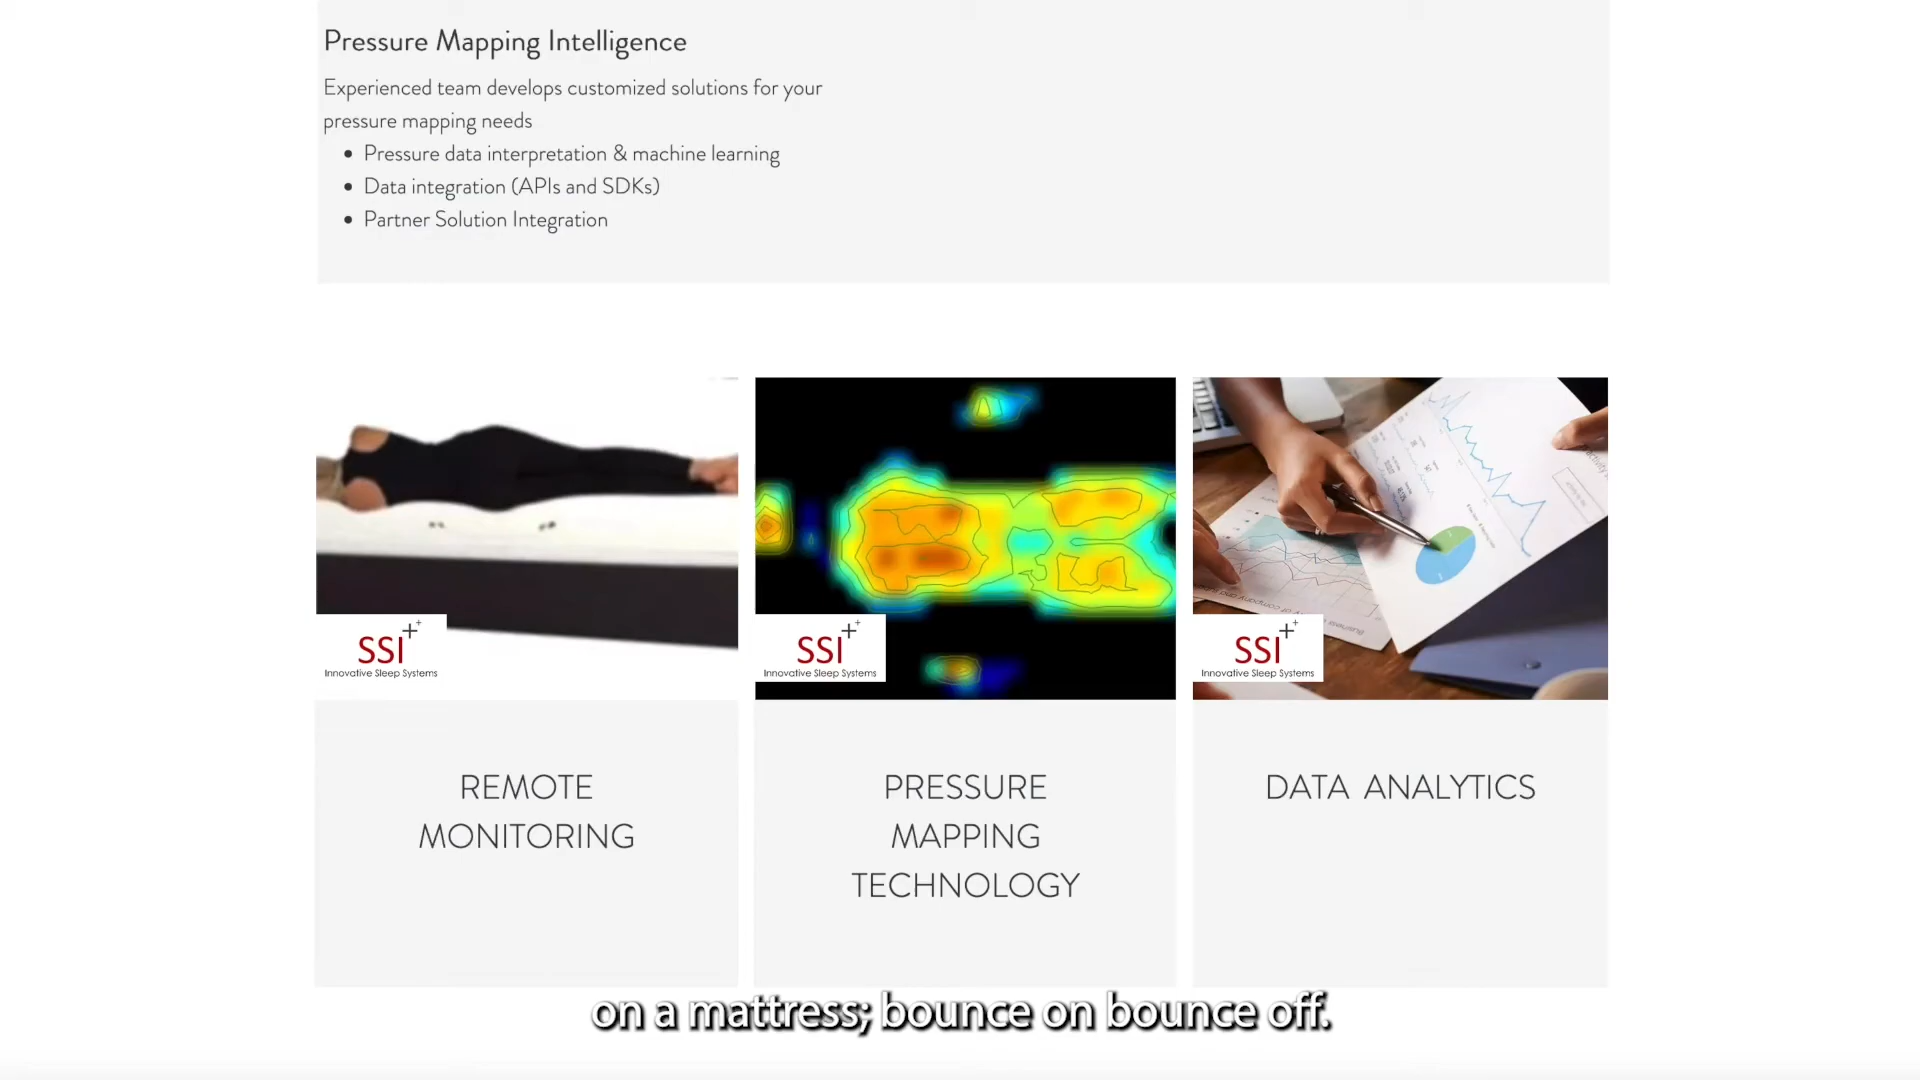 Pressure Mapping Intelligence
Experienced team develops customized solutions for your
pressure mapping needs
• Pressure data interpretation & machine learning
• Data integration (APIs and SDKs)
• Partner Solution Integration
SSI++
Innovative Sleep Systems
SSI++
Innovative Sleep Systems
SSI++
Innovative Sleep Systems
REMOTE
MONITORING
PRESSURE
MAPPING
TECHNOLOGY
DATA ANALYTICS
on a mattress; bounce on bounce off.